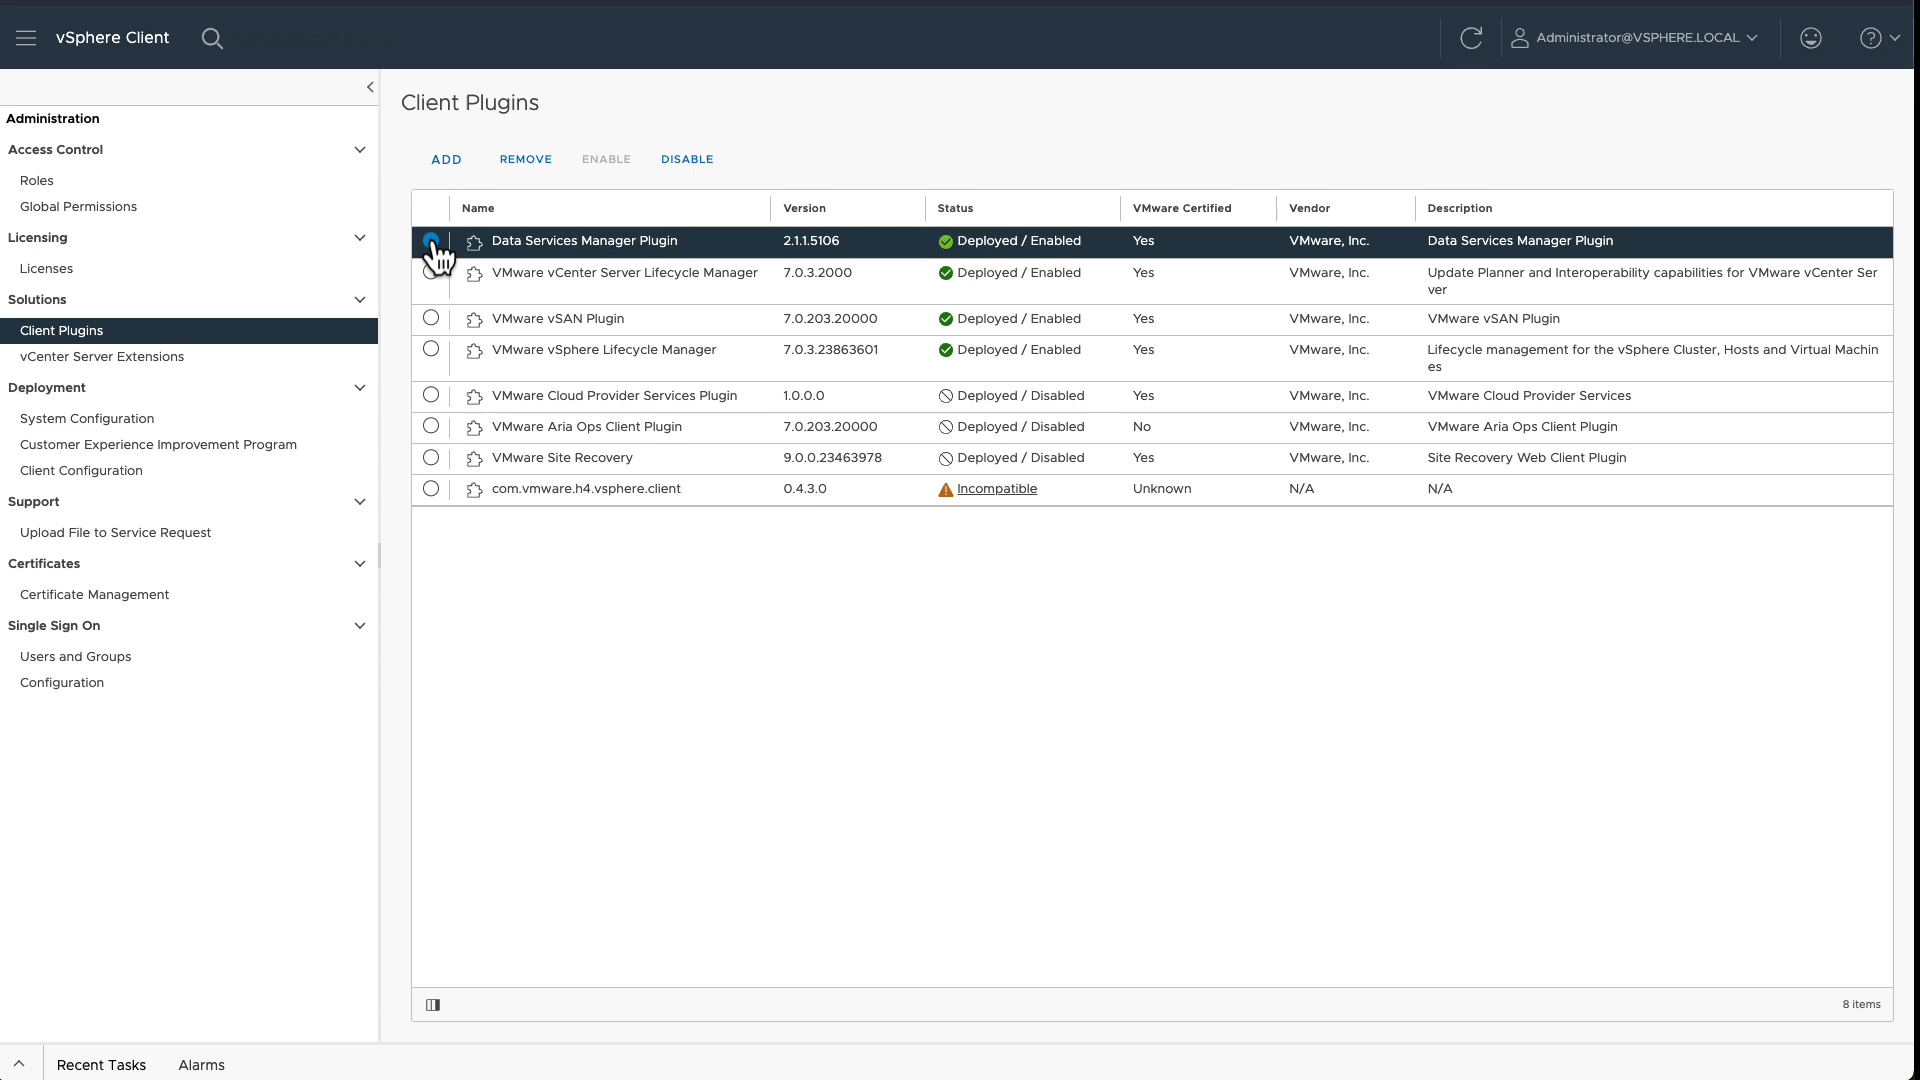 vSphere Client
Administrator@VSPHERE.LOCAL
Administration
Access Control
Roles
Global Permissions
Licensing
Licenses
Solutions
Client Plugins
vCenter Server Extensions
Deployment
System Configuration
Customer Experience Improvement Program
Client Configuration
Support
Upload File to Service Request
Certificates
Certificate Management
Single Sign On
Users and Groups
Configuration
Client Plugins
ADD REMOVE ENABLE DISABLE
Name Version Status VMware Certified Vendor Description
Data Services Manager Plugin 2.1.1.5106 Deployed / Enabled Yes VMware, Inc. Data Services Manager Plugin
VMware vCenter Server Lifecycle Manager 7.0.3.2000 Deployed / Enabled Yes VMware, Inc. Update Planner and Interoperability capabilities for VMware vCenter Ser
ver
VMware vSAN Plugin 7.0.203.20000 Deployed / Enabled Yes VMware, Inc. VMware vSAN Plugin
VMware vSphere Lifecycle Manager 7.0.3.23863601 Deployed / Enabled Yes VMware, Inc. Lifecycle management for the vSphere Cluster, Hosts and Virtual Machin
es
VMware Cloud Provider Services Plugin 1.0.0.0 Deployed / Disabled Yes VMware, Inc. VMware Cloud Provider Services
VMware Aria Ops Client Plugin 7.0.203.20000 Deployed / Disabled No VMware, Inc. VMware Aria Ops Client Plugin
VMware Site Recovery 9.0.0.23463978 Deployed / Disabled Yes VMware, Inc. Site Recovery Web Client Plugin
com.vmware.h4.vsphere.client 0.4.3.0 Incompatible Unknown N/A N/A
8 items
Recent Tasks Alarms